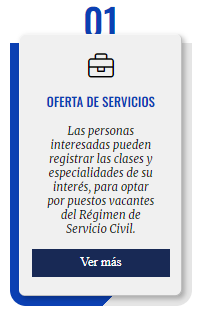 01
OFERTA DE SERVICIOS
Las personas
interesadas pueden
registrar las clases y
especialidades de su
interés, para optar
por puestos vacantes
del Régimen de
Servicio Civil.
Ver más